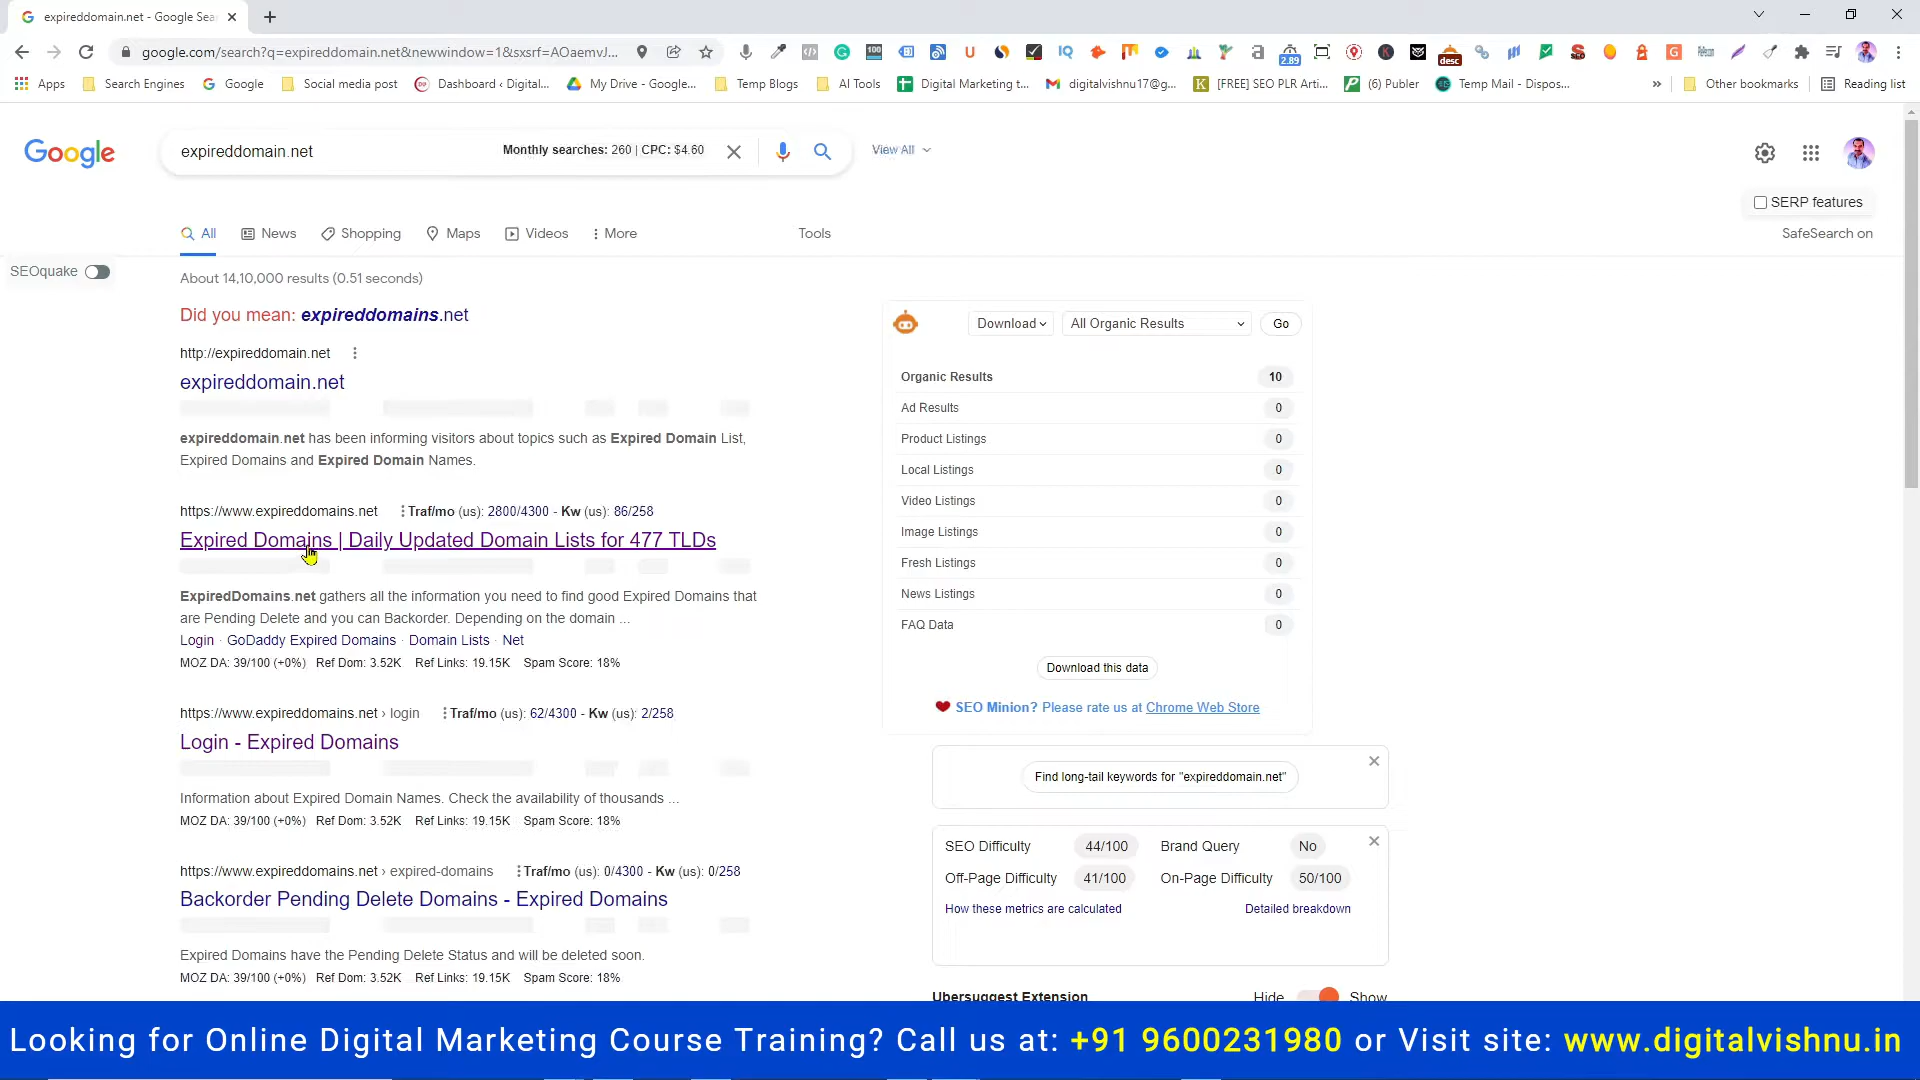 expireddomain.net - Google Sea
google.com/search?q=expireddomain.net&newwindow=1&sxsrf=AOaemvJ...
100
2.89
desc
Apps
Search Engines
Google
Social media post
Dashboard ‹ Digital...
My Drive - Google...
Temp Blogs
AI Tools
Digital Marketing t...
digitalvishnu17@g...
[FREE] SEO PLR Arti...
(6) Publer
Temp Mail - Dispos...
»
Other bookmarks
Reading list
Google
expireddomain.net
Monthly searches: 260 | CPC: $4.60
View All
SERP features
All
News
Shopping
Maps
Videos
More
Tools
SafeSearch on
SEOquake
About 14,10,000 results (0.51 seconds)
Did you mean: expireddomains.net
http://expireddomain.net
expireddomain.net
expireddomain.net has been informing visitors about topics such as Expired Domain List,
Expired Domains and Expired Domain Names.
https://www.expireddomains.net Traf/mo (us): 2800/4300 - Kw (us): 86/258
Expired Domains | Daily Updated Domain Lists for 477 TLDs
ExpiredDomains.net gathers all the information you need to find good Expired Domains that
are Pending Delete and you can Backorder. Depending on the domain ...
Login · GoDaddy Expired Domains · Domain Lists · Net
MOZ DA: 39/100 (+0%) Ref Dom: 3.52K Ref Links: 19.15K Spam Score: 18%
https://www.expireddomains.net › login Traf/mo (us): 62/4300 - Kw (us): 2/258
Login - Expired Domains
Information about Expired Domain Names. Check the availability of thousands ...
MOZ DA: 39/100 (+0%) Ref Dom: 3.52K Ref Links: 19.15K Spam Score: 18%
https://www.expireddomains.net › expired-domains Traf/mo (us): 0/4300 - Kw (us): 0/258
Backorder Pending Delete Domains - Expired Domains
Expired Domains have the Pending Delete Status and will be deleted soon.
MOZ DA: 39/100 (+0%) Ref Dom: 3.52K Ref Links: 19.15K Spam Score: 18%
Download
All Organic Results
Go
Organic Results 10
Ad Results 0
Product Listings 0
Local Listings 0
Video Listings 0
Image Listings 0
Fresh Listings 0
News Listings 0
FAQ Data 0
Download this data
SEO Minion? Please rate us at Chrome Web Store
Find long-tail keywords for "expireddomain.net"
SEO Difficulty 44/100 Brand Query No
Off-Page Difficulty 41/100 On-Page Difficulty 50/100
How these metrics are calculated Detailed breakdown
Ubersuggest Extension Hide Show
Looking for Online Digital Marketing Course Training? Call us at: +91 9600231980 or Visit site: www.digitalvishnu.in